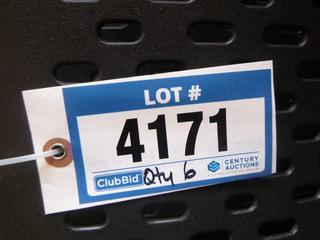 LOT #
4171
ClubBid Qty 6 CENTURY
AUCTIONS